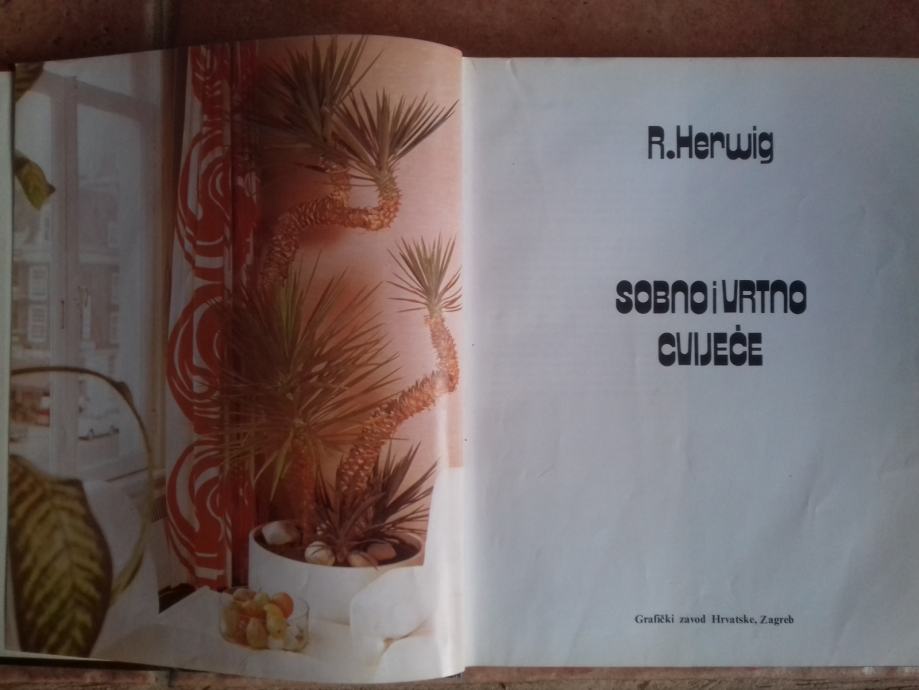 R.Herwig
SOBNO i VRTNO
CVIJEĆE
Grafički zavod Hrvatske, Zagreb